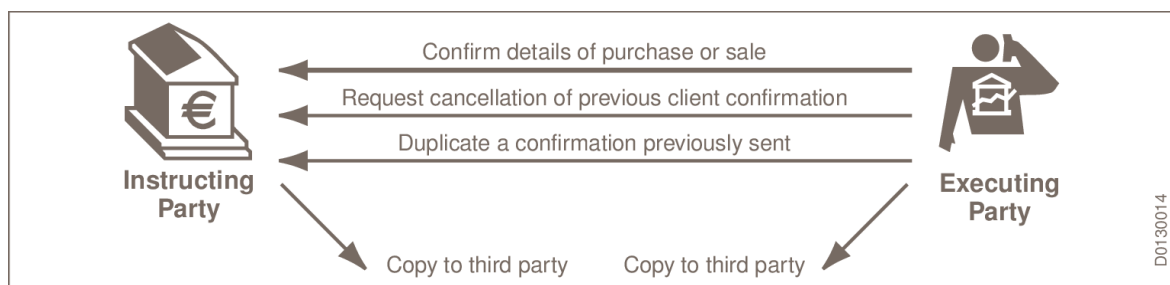 Confirm details of purchase or sale
Request cancellation of previous client confirmation
Duplicate a confirmation previously sent
€
Instructing
Party
Executing
Party
Copy to third party
Copy to third party
D0130014